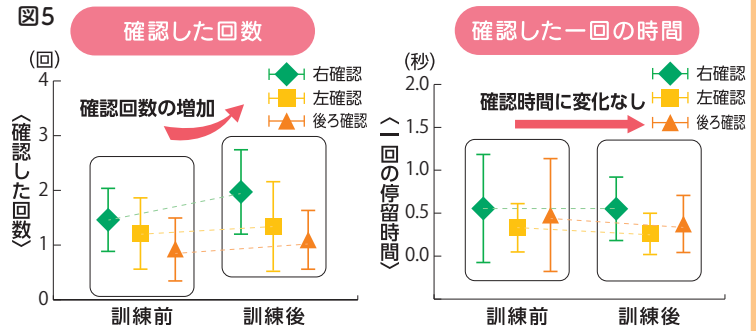 図5
確認した回数
(回)
4
3
2
1
0
〈確認した回数〉
右確認
左確認
後ろ確認
確認回数の増加
訓練前
訓練後
確認した一回の時間
(秒)
2.0
1.5
1.0
0.5
0.0
〈一回の停留時間〉
右確認
左確認
後ろ確認
確認時間に変化なし
訓練前
訓練後